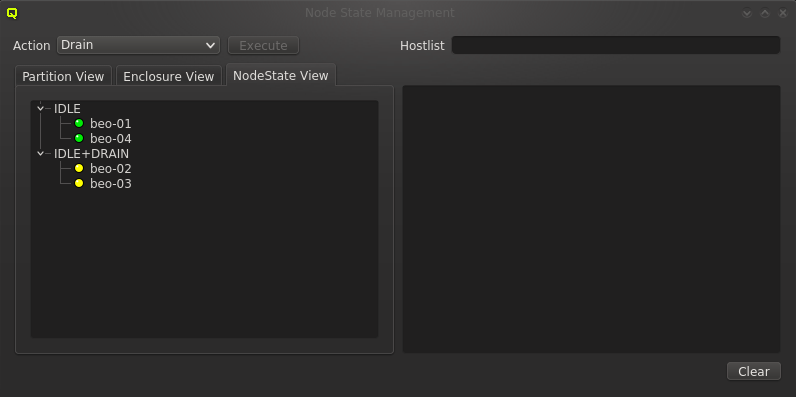 Node State Management
Action Drain Execute Hostlist
Partition View Enclosure View NodeState View
IDLE
beo-01
beo-04
IDLE+DRAIN
beo-02
beo-03
Clear